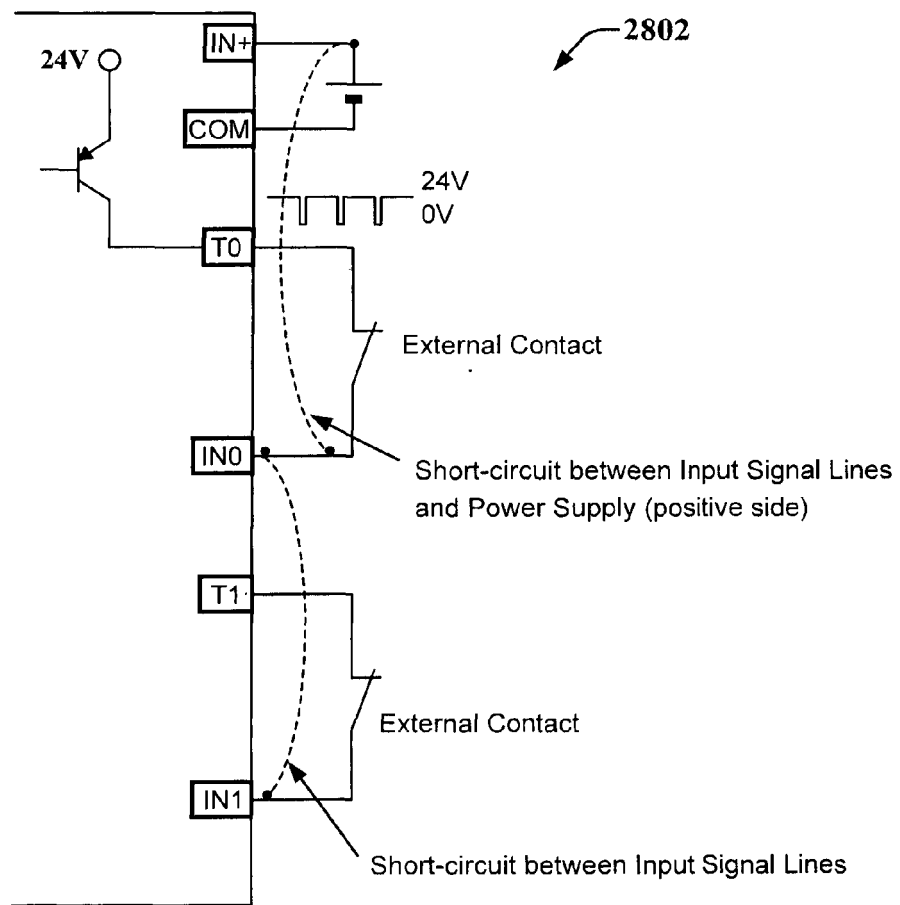 IN+
2802
24V
COM
24V
0V
T0
External Contact
IN0
Short-circuit between Input Signal Lines
and Power Supply (positive side)
T1
External Contact
IN1
Short-circuit between Input Signal Lines